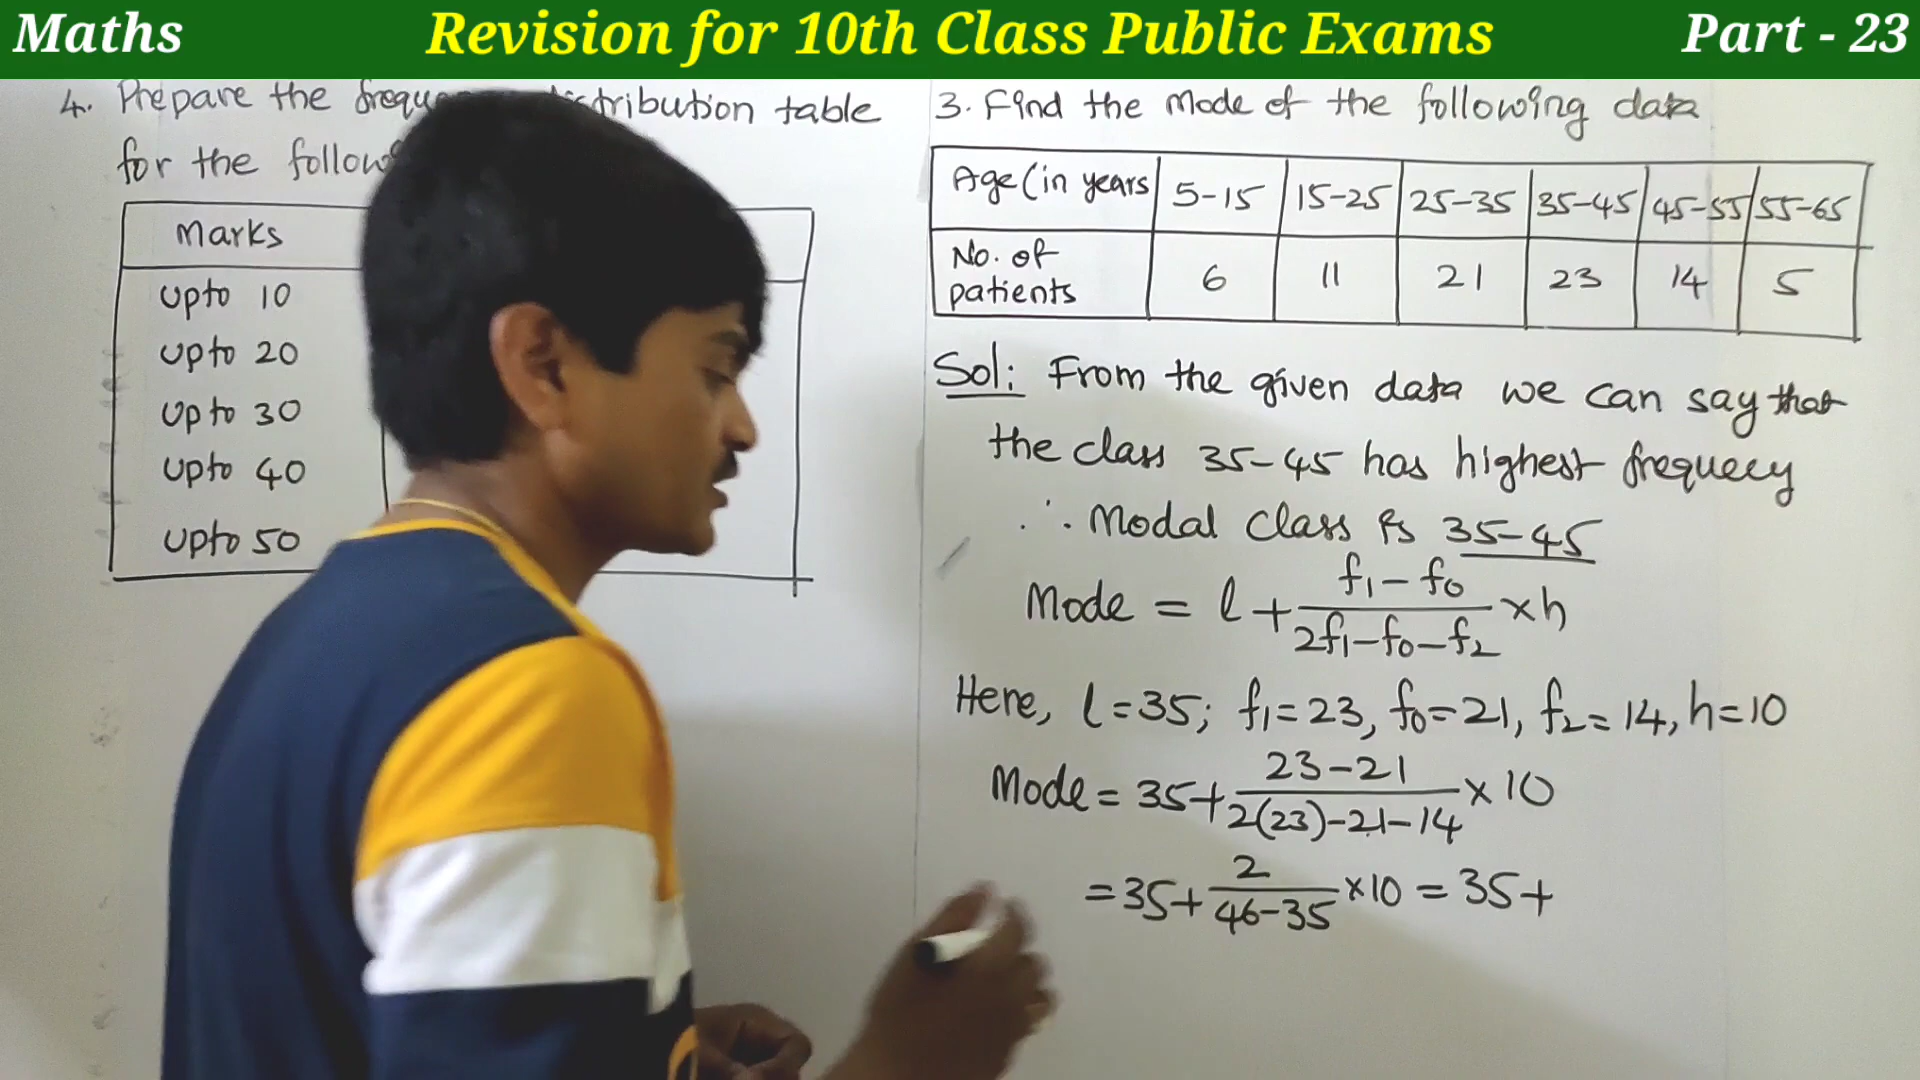 Maths Revision for 10th Class Public Exams Part - 23
4. Prepare the distribution table
for the
Marks
upto 10
upto 20
upto 30
upto 40
upto 50
3. Find the Mode of the following data
Age (in years 5-15 15-25 25-35 35-45 45-55 55-65
No. of patients 6 11 21 23 14 5
Sol: From the given data we can say that
the class 35-45 has highest frequecy
∴ Modal class is 35-45
Mode = l + (f₁ - f₀)/(2f₁ - f₀ - f₂) × h
Here, l = 35; f₁ = 23, f₀ = 21, f₂ = 14, h = 10
Mode = 35 + (23 - 21)/(2(23) - 21 - 14) × 10
= 35 + 2/(46 - 35) × 10 = 35 +